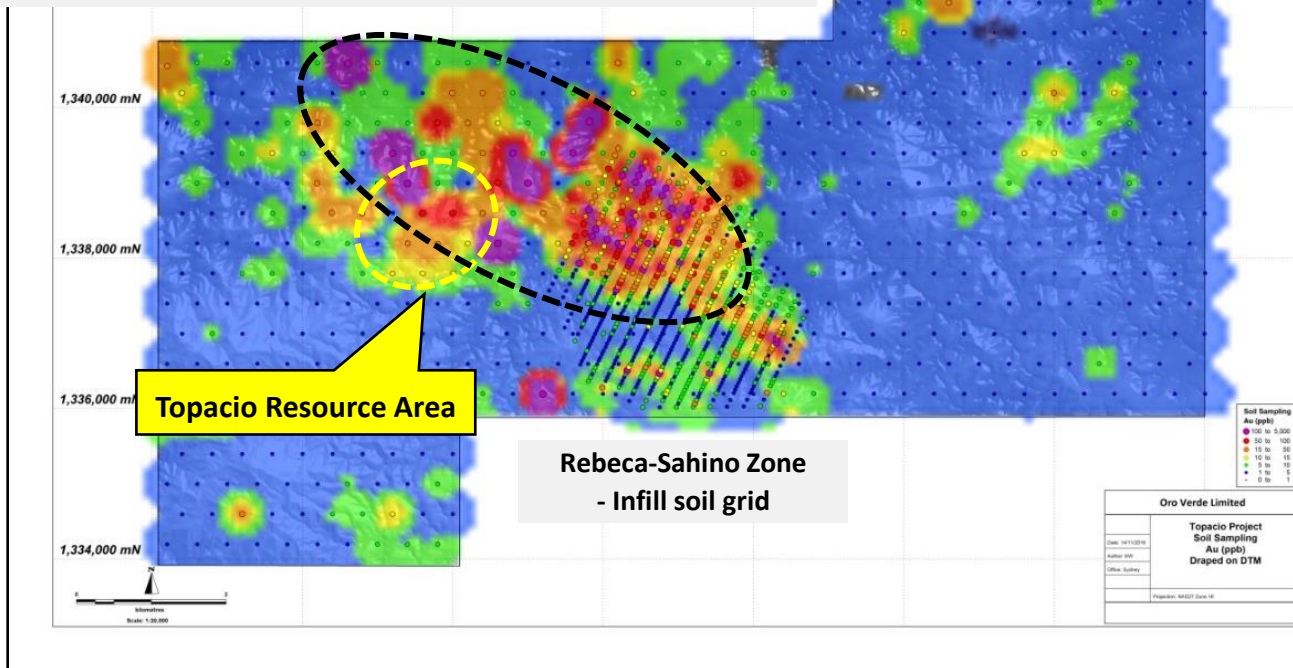 1,340,000 mN
1,338,000 mN
1,336,000 mN
Topacio Resource Area
Rebeca-Sahino Zone
- Infill soil grid
1,334,000 mN
N
kilometres
Soil Sampling
Au (ppb)
100 to 5,000
50 to 100
15 to 50
10 to 15
5 to 10
1 to 5
0 to 1
Oro Verde Limited
Topacio Project
Soil Sampling
Au (ppb)
Draped on DTM
Office: Sydney